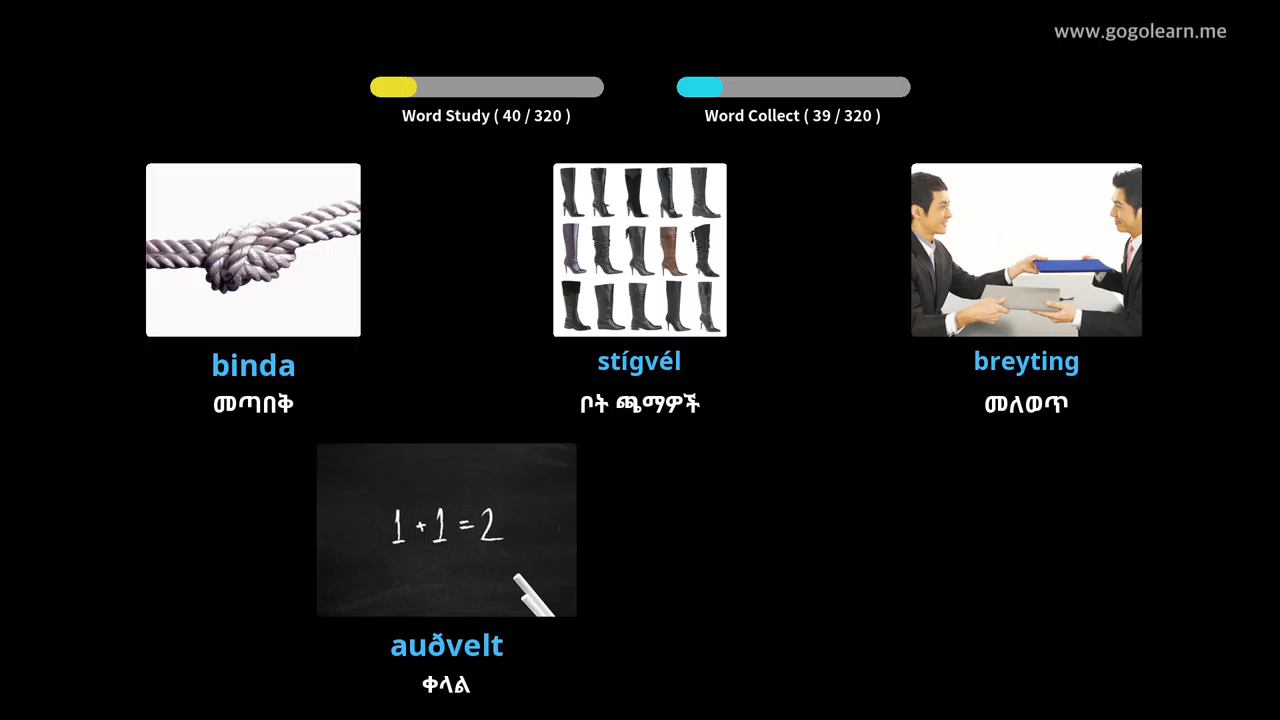 www.gogolearn.me
Word Study ( 40 / 320 )
Word Collect ( 39 / 320 )
binda
መጣበቅ
stígvél
ቦት ጫማዎች
breyting
መለወጥ
1 + 1 = 2
auðvelt
ቀላል